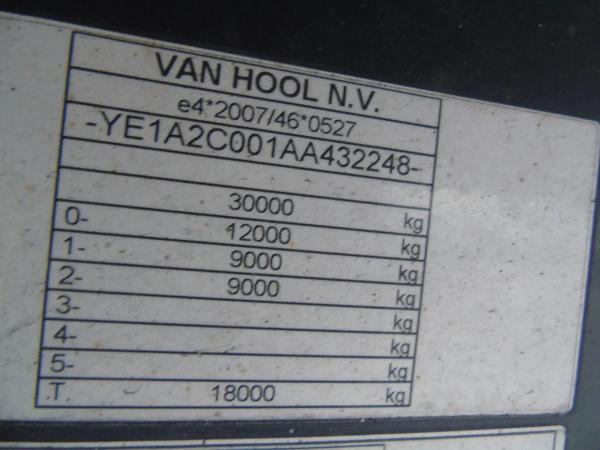 VAN HOOL N.V.
e4*2007/46*0527
-YE1A2C001AA432248-
30000 kg
0- 12000 kg
1- 9000 kg
2- 9000 kg
3- kg
4- kg
5- kg
T. 18000 kg